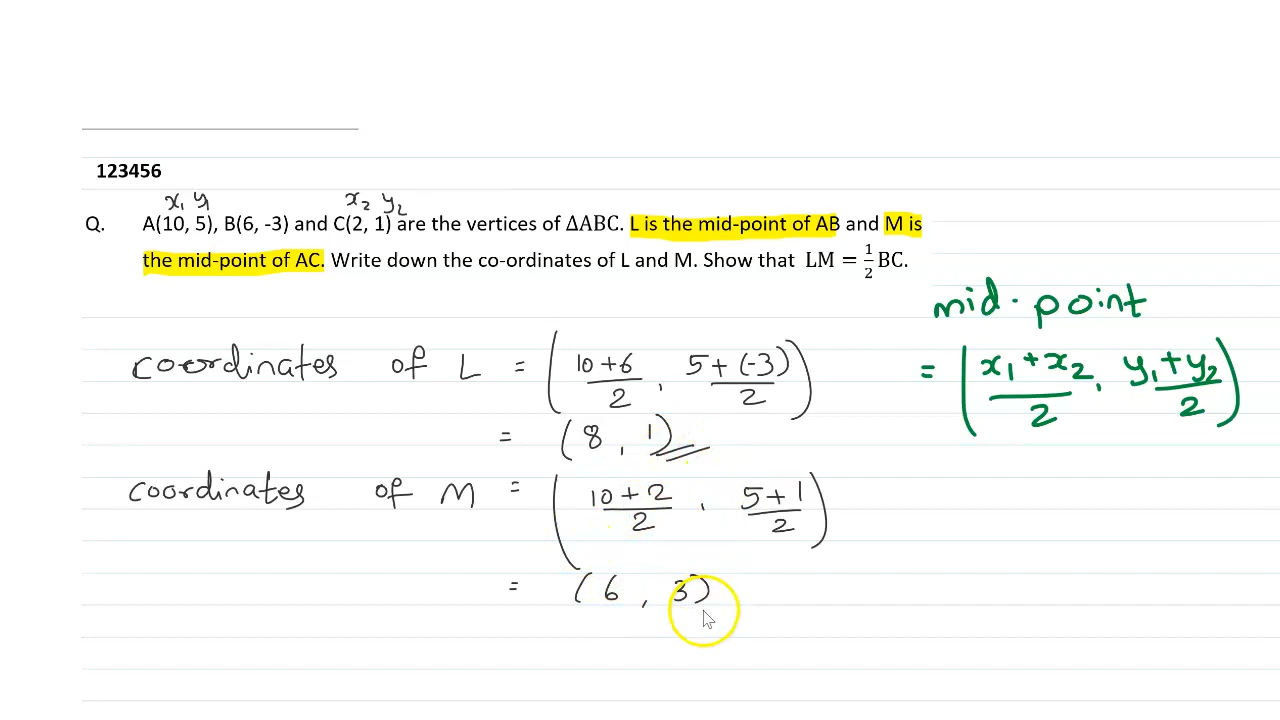 123456
x₁ y₁ x₂ y₂
Q. A(10, 5), B(6, -3) and C(2, 1) are the vertices of ΔABC. L is the mid-point of AB and M is
the mid-point of AC. Write down the co-ordinates of L and M. Show that LM = 1/2 BC.
mid-point
= (x₁+x₂/2, y₁+y₂/2)
coordinates of L = (10+6/2, 5+(-3)/2)
= (8, 1)
coordinates of M = (10+2/2, 5+1/2)
= (6, 3)